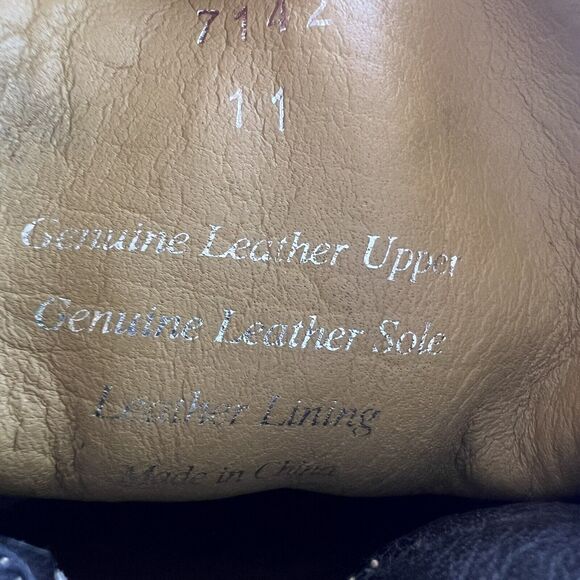 7142
11
Genuine Leather Upper
Genuine Leather Sole
Leather Lining
Made in China